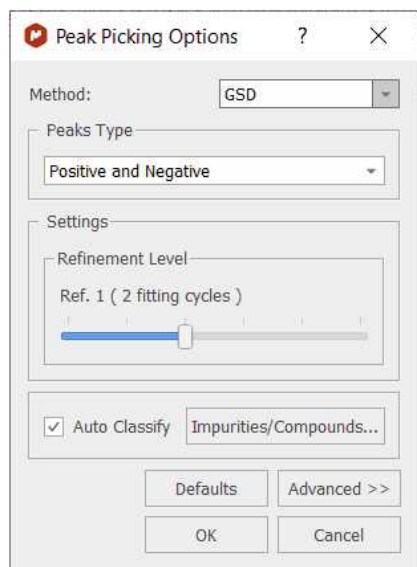 Peak Picking Options ?
Method: GSD
Peaks Type
Positive and Negative
Settings
Refinement Level
Ref. 1 ( 2 fitting cycles )
Auto Classify Impurities/Compounds...
Defaults Advanced >>
OK Cancel